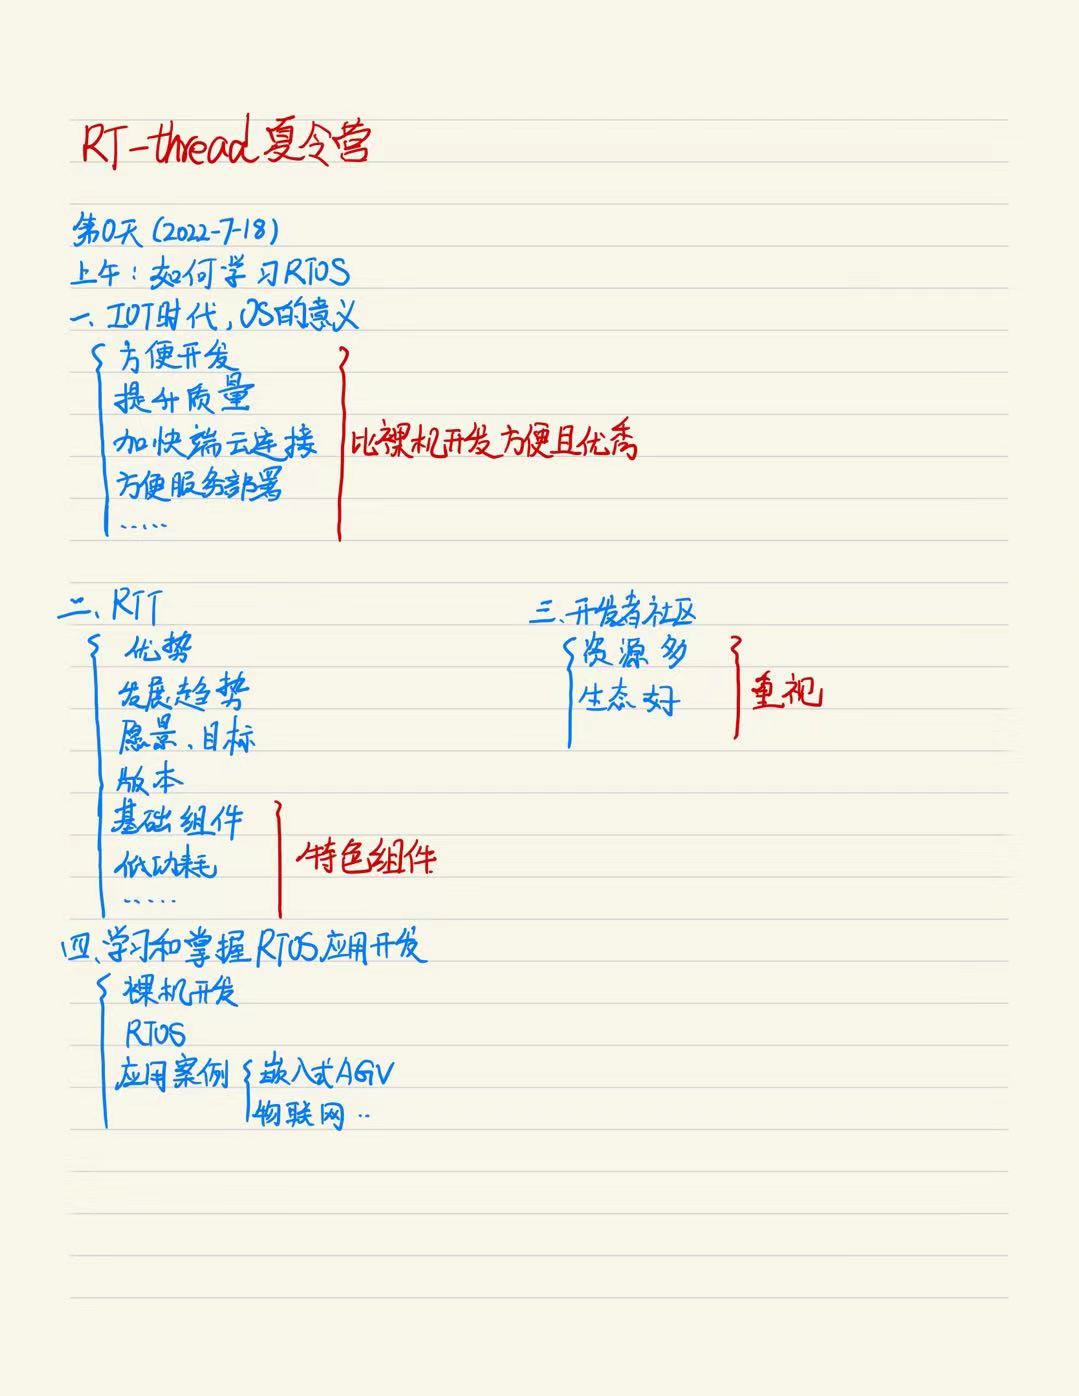 RT-thread夏令营
第0天(2022-7-18)
上午:如何学习RTOS
一、IOT时代,OS的意义
方便开发
提升质量
加快端云连接
方便服务部署
……
比裸机开发方便且优秀
二、RTT
优势
发展趋势
愿景、目标
版本
基础组件
低功耗
……
特色组件
三、开发者社区
资源多
生态好
重视
四、学习和掌握RTOS应用开发
裸机开发
RTOS
应用案例
嵌入式AGV
物联网..